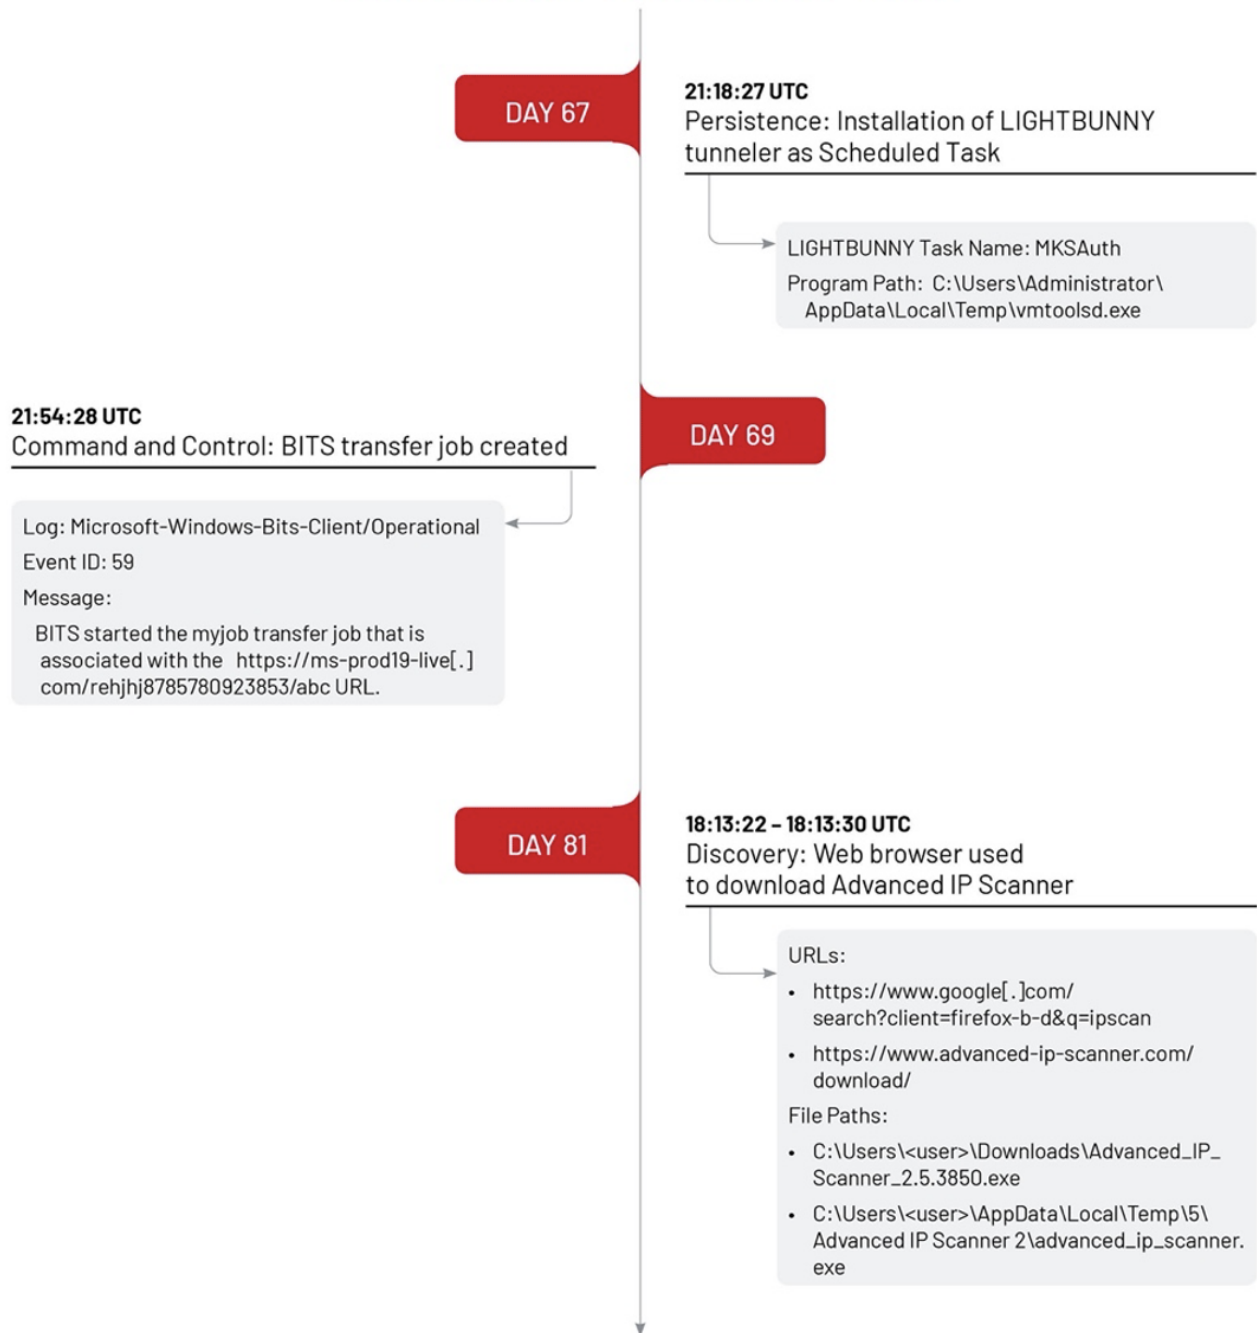 DAY 67
21:18:27 UTC
Persistence: Installation of LIGHTBUNNY
tunneler as Scheduled Task
LIGHTBUNNY Task Name: MKSAuth
Program Path: C:\Users\Administrator\
AppData\Local\Temp\vmtoolsd.exe
DAY 69
21:54:28 UTC
Command and Control: BITS transfer job created
Log: Microsoft-Windows-Bits-Client/Operational
Event ID: 59
Message:
BITS started the myjob transfer job that is
associated with the https://ms-prod19-live[.]
com/rehjhj8785780923853/abc URL.
DAY 81
18:13:22 – 18:13:30 UTC
Discovery: Web browser used
to download Advanced IP Scanner
URLs:
• https://www.google[.]com/
search?client=firefox-b-d&q=ipscan
• https://www.advanced-ip-scanner.com/
download/
File Paths:
• C:\Users\<user>\Downloads\Advanced_IP_
Scanner_2.5.3850.exe
• C:\Users\<user>\AppData\Local\Temp\5\
Advanced IP Scanner 2\advanced_ip_scanner.
exe